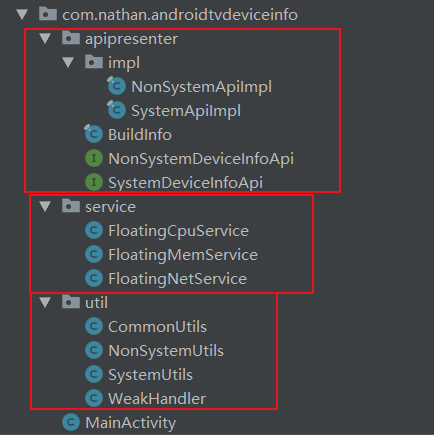 com.nathan.androidtvdeviceinfo
apipresenter
impl
C NonSystemApiImpl
C SystemApiImpl
C BuildInfo
I NonSystemDeviceInfoApi
I SystemDeviceInfoApi
service
C FloatingCpuService
C FloatingMemService
C FloatingNetService
util
C CommonUtils
C NonSystemUtils
C SystemUtils
C WeakHandler
C MainActivity